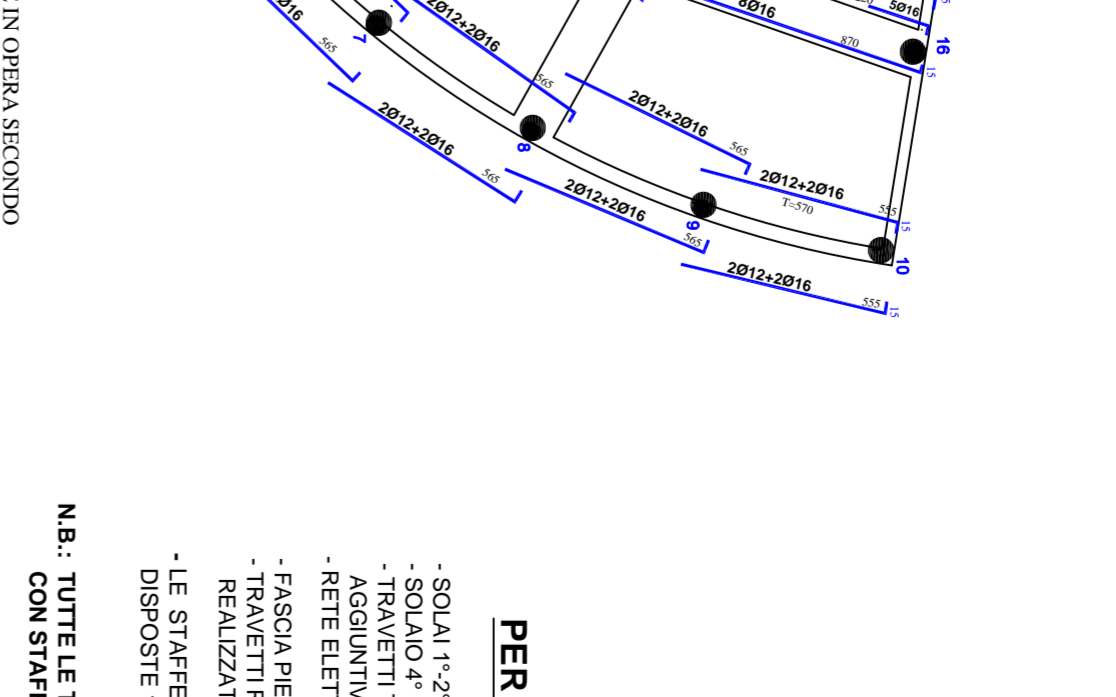 2Ø12+2Ø16
565
2Ø12+2Ø16
565
7
2Ø12+2Ø16
565
8
2Ø12+2Ø16
565
2Ø12+2Ø16
565
9
2Ø12+2Ø16
T=570
555
15
10
2Ø12+2Ø16
555
15
8Ø16
870
15
5Ø16
16
E IN OPERA SECONDO
PER
- SOLAI 1°-2°
- SOLAIO 4°
- TRAVETTI
AGGIUNTIV
- RETE ELET
- FASCIA PIE
- TRAVETTI
REALIZZAT
- LE STAFFE
DISPOSTE
N.B.: TUTTE LE T
CON STAF